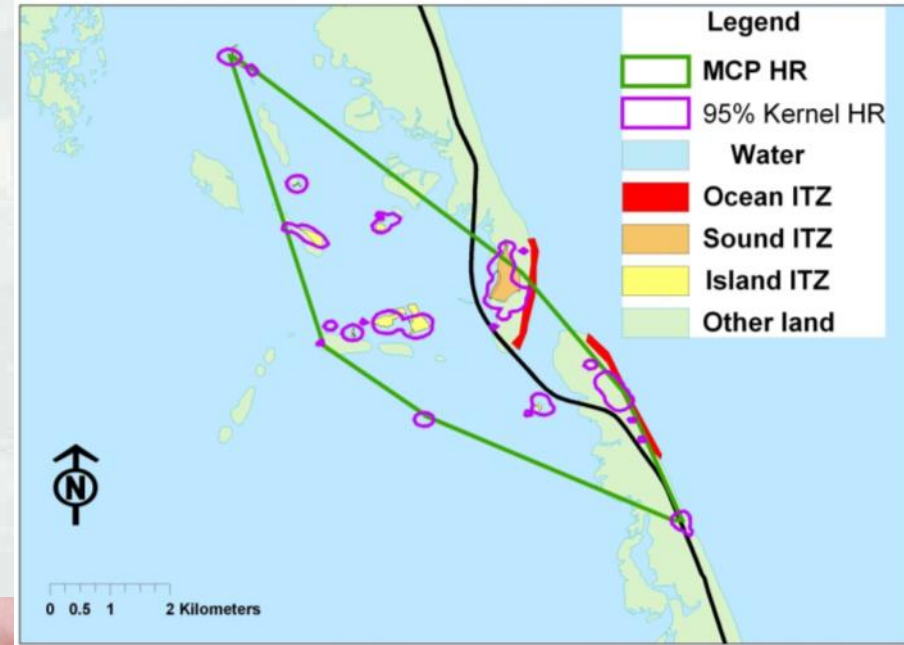 Legend
MCP HR
95% Kernel HR
Water
Ocean ITZ
Sound ITZ
Island ITZ
Other land
N
0 0.5 1 2 Kilometers